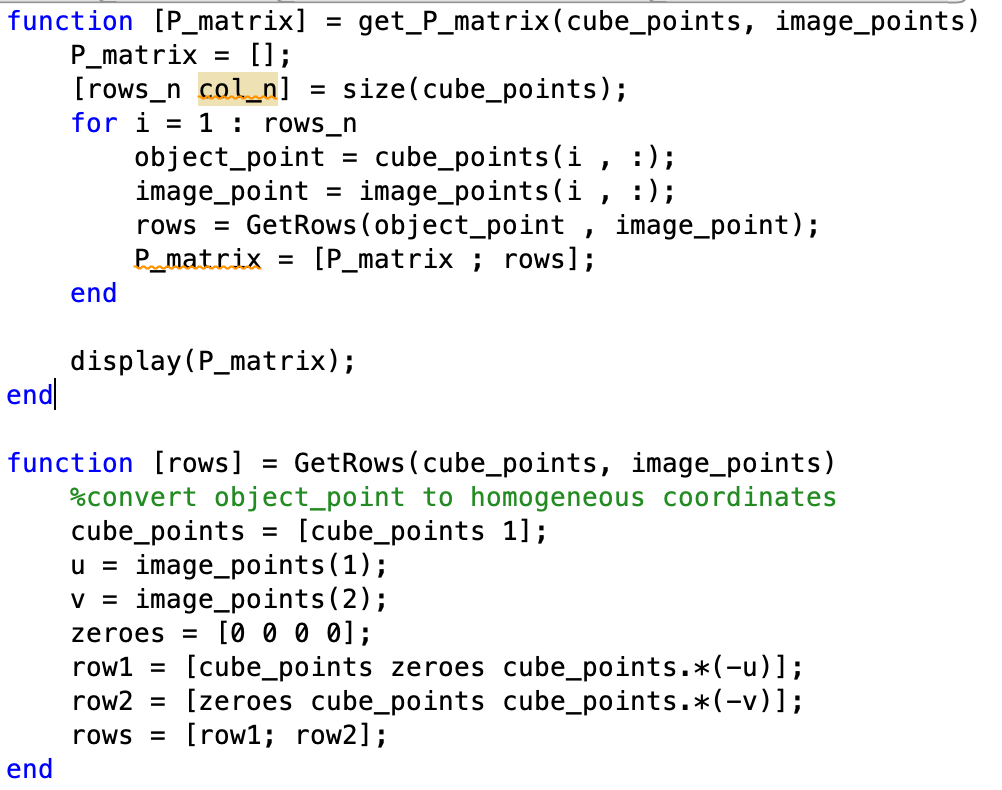 function [P_matrix] = get_P_matrix(cube_points, image_points)
    P_matrix = [];
    [rows_n col_n] = size(cube_points);
    for i = 1 : rows_n
        object_point = cube_points(i , :);
        image_point = image_points(i , :);
        rows = GetRows(object_point , image_point);
        P_matrix = [P_matrix ; rows];
    end

    display(P_matrix);
end

function [rows] = GetRows(cube_points, image_points)
    %convert object_point to homogeneous coordinates
    cube_points = [cube_points 1];
    u = image_points(1);
    v = image_points(2);
    zeroes = [0 0 0 0];
    row1 = [cube_points zeroes cube_points.*(-u)];
    row2 = [zeroes cube_points cube_points.*(-v)];
    rows = [row1; row2];
end